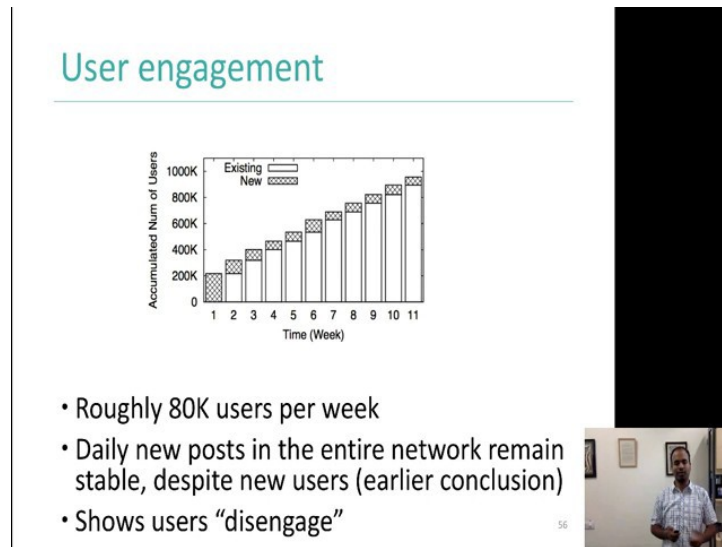 User engagement
Accumulated Num of Users
1000K
800K
600K
400K
200K
0
Existing
New
1 2 3 4 5 6 7 8 9 10 11
Time (Week)
• Roughly 80K users per week
• Daily new posts in the entire network remain
stable, despite new users (earlier conclusion)
• Shows users “disengage”
56